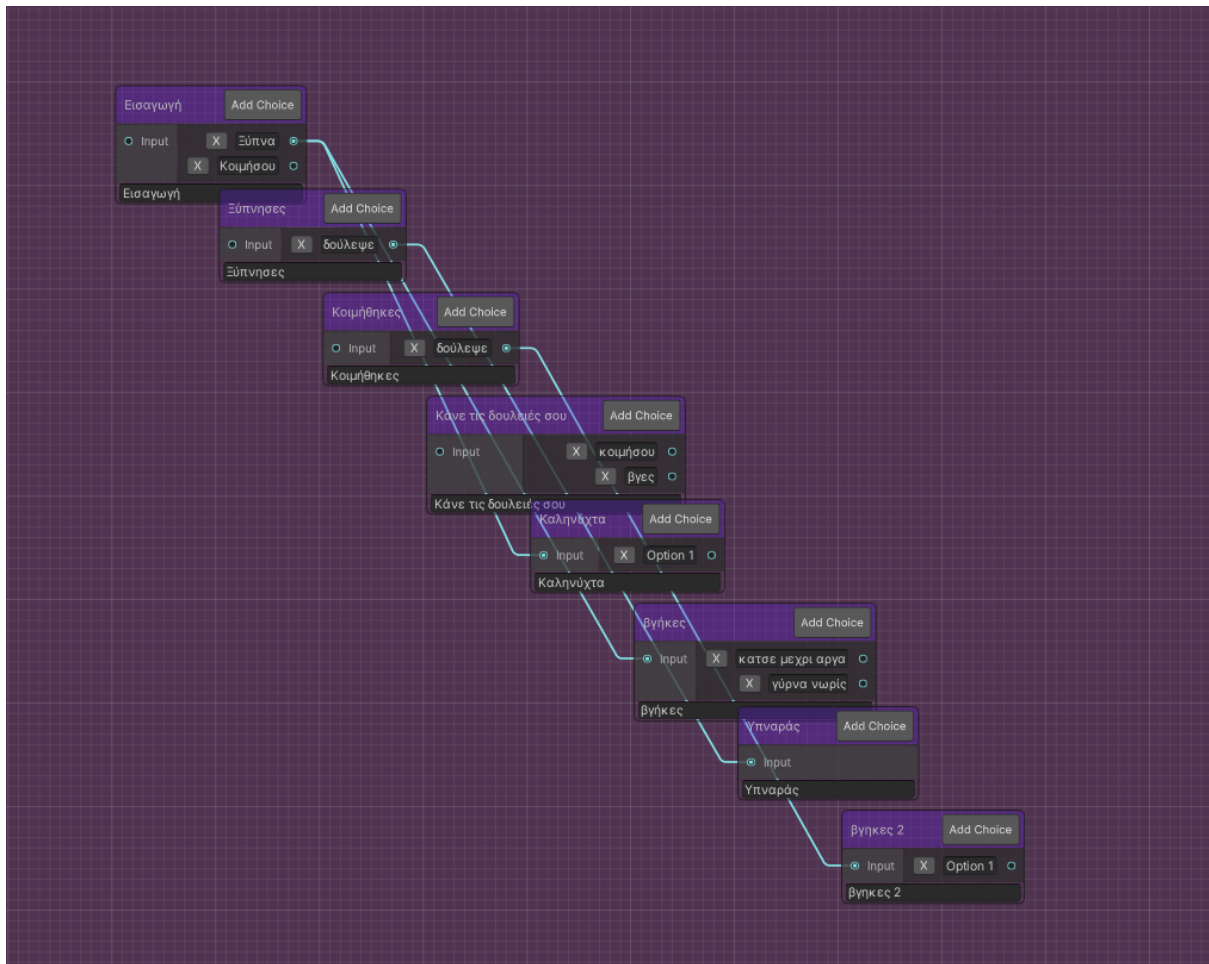 Εισαγωγή Add Choice
Input X Ξύπνα
X Κοιμήσου
Εισαγωγή
Ξύπνησες Add Choice
Input X δούλεψε
Ξύπνησες
Κοιμήθηκες Add Choice
Input X δούλεψε
Κοιμήθηκες
Κάνε τις δουλειές σου Add Choice
Input X κοιμήσου
X βγες
Κάνε τις δουλειές σου
Καληνύχτα Add Choice
Input X Option 1
Καληνύχτα
βγήκες Add Choice
Input X κατσε μεχρι αργα
X γύρνα νωρίς
βγήκες
Υπναράς Add Choice
Input
Υπναράς
βγηκες 2 Add Choice
Input X Option 1
βγηκες 2